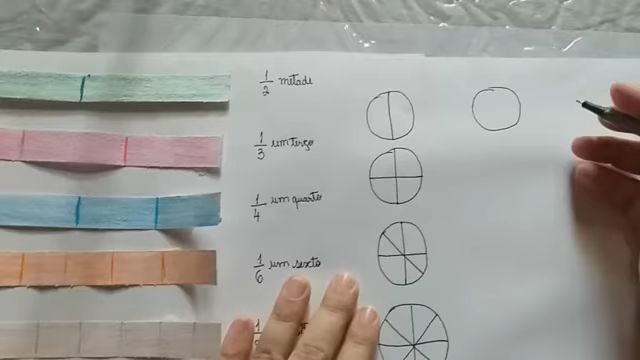 1/2 metade
1/3 um terço
1/4 um quarto
1/6 um sexto